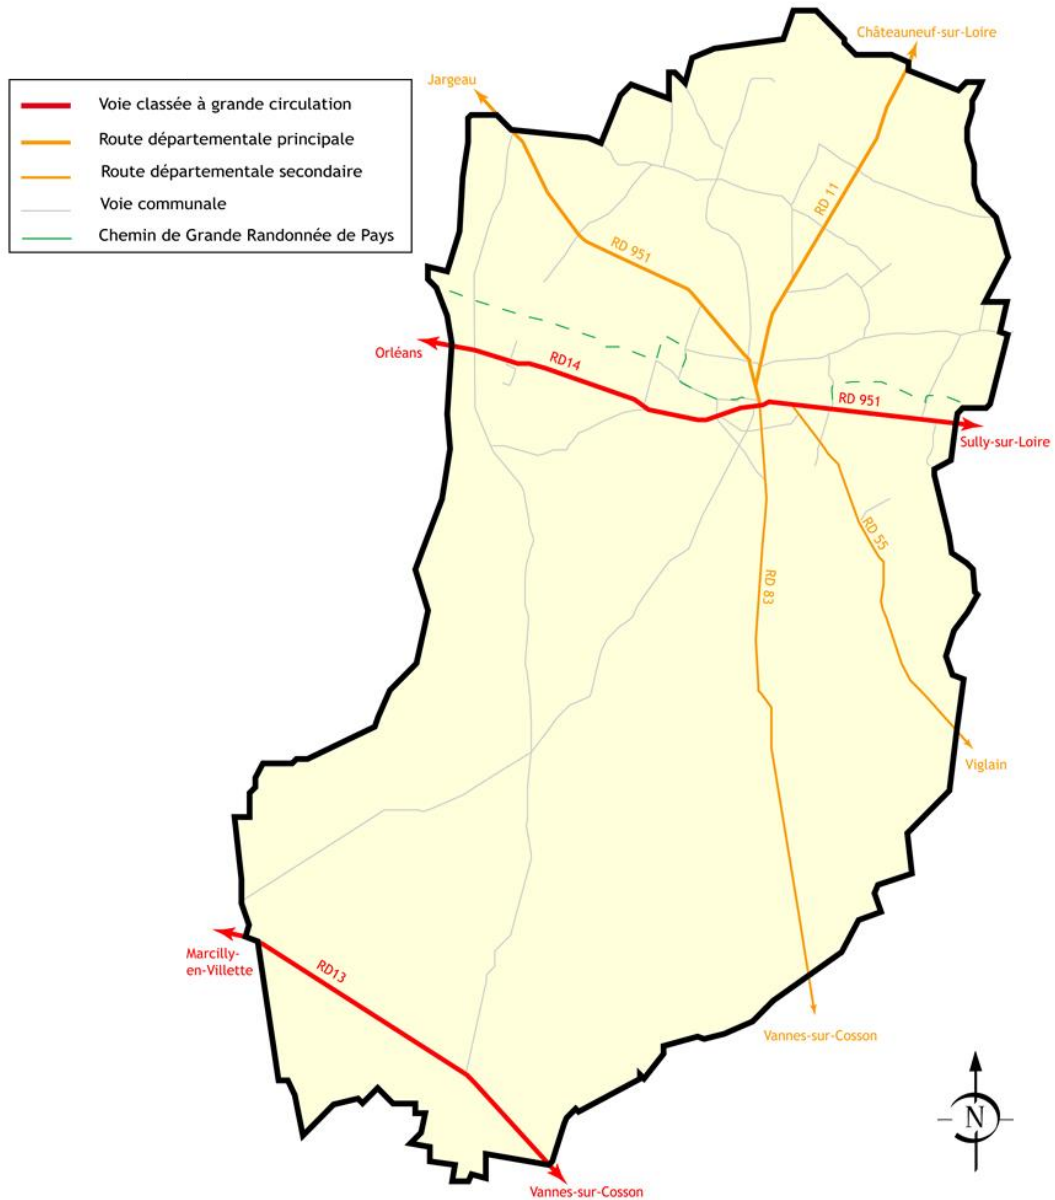 Châteauneuf-sur-Loire
Jargeau
Voie classée à grande circulation
Route départementale principale
Route départementale secondaire
Voie communale
Chemin de Grande Randonnée de Pays
RD 11
RD 951
Orléans
RD14
RD 951
Sully-sur-Loire
RD 55
RD 83
Viglain
Marcilly-
en-Villette
RD13
Vannes-sur-Cosson
N
Vannes-sur-Cosson